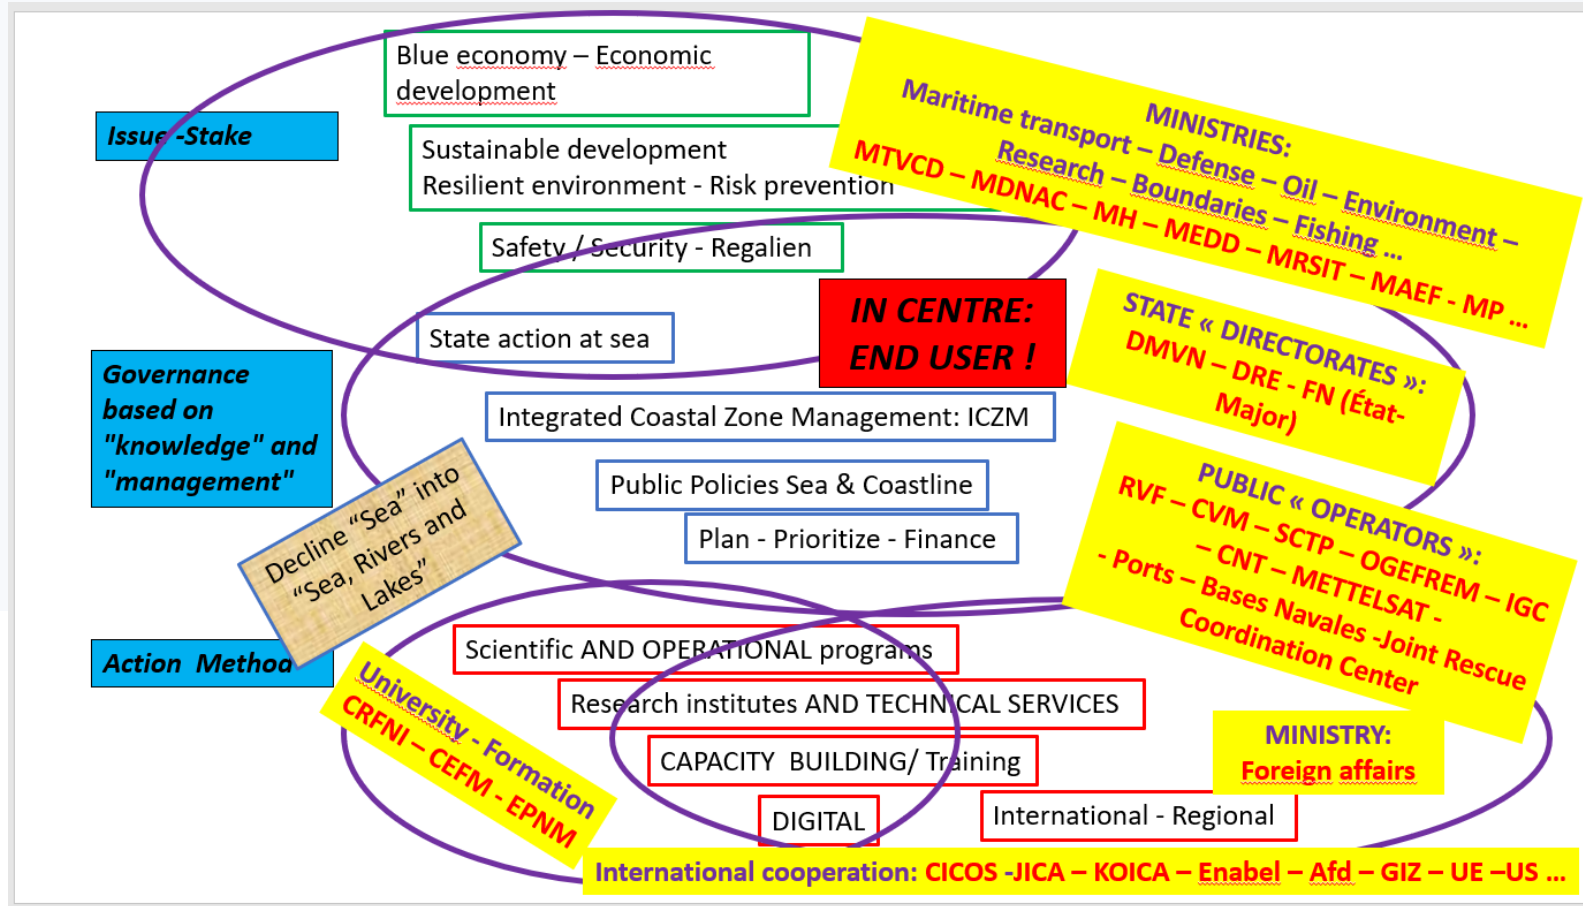 Blue economy – Economic
development
Issue -Stake
Sustainable development
Resilient environment - Risk prevention
Safety / Security - Regalien
MINISTRIES:
Maritime transport – Defense – Oil – Environment –
Research – Boundaries – Fishing ...
MTVCD – MDNAC – MH – MEDD – MRSIT – MAEF - MP ...
State action at sea
IN CENTRE:
END USER !
STATE « DIRECTORATES »:
DMVN – DRE - FN (État-
Major)
Governance
based on
"knowledge" and
"management"
Integrated Coastal Zone Management: ICZM
Public Policies Sea & Coastline
Plan - Prioritize - Finance
Decline “Sea” into
“Sea, Rivers and
Lakes”
PUBLIC « OPERATORS »:
RVF – CVM – SCTP – OGEFREM – IGC
– CNT – METTELSAT -
- Ports – Bases Navales -Joint Rescue
Coordination Center
Action Method
Scientific AND OPERATIONAL programs
Research institutes AND TECHNICAL SERVICES
CAPACITY BUILDING/ Training
DIGITAL
University - Formation
CRFNI – CEFM - EPNM
MINISTRY:
Foreign affairs
International - Regional
International cooperation: CICOS -JICA – KOICA – Enabel – Afd – GIZ – UE –US ...